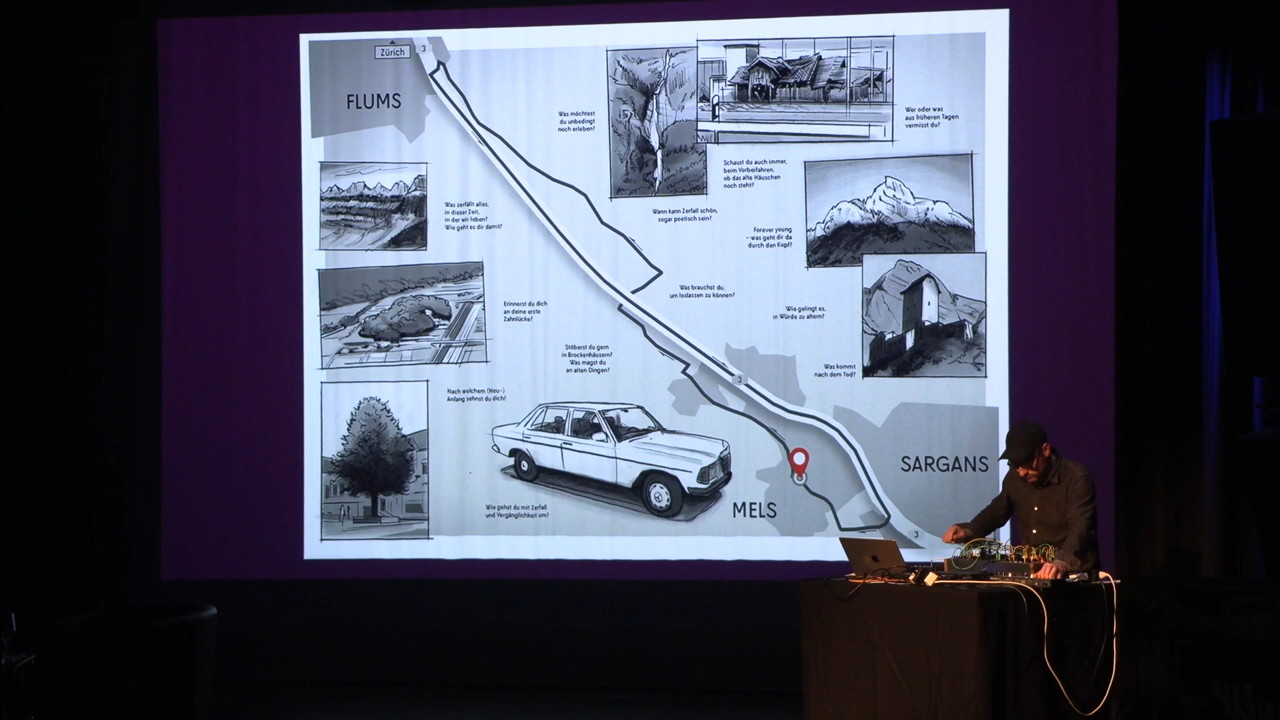 Zürich
3
FLUMS
Was möchtest
du unbedingt
noch erleben?
Wer oder was
aus früheren Tagen
vermisst du?
Schaust du auch immer,
beim Vorbeifahren,
ob das alte Häuschen
noch steht?
Was zerfällt alles,
in dieser Zeit,
in der wir leben?
Wie geht es dir damit?
Wann kann Zerfall schön,
sogar poetisch sein?
Forever young
– was geht dir da
durch den Kopf?
Was brauchst du,
um loslassen zu können?
Erinnerst du dich
an deine erste
Zahnlücke?
Wie gelingt es,
in Würde zu altern?
Stöberst du gern
in Brockenhäusern?
Was magst du
an alten Dingen?
Was kommt
nach dem Tod?
3
Nach welchem (Neu-)
Anfang sehnst du dich?
SARGANS
Wie gehst du mit Zerfall
und Vergänglichkeit um?
MELS
3